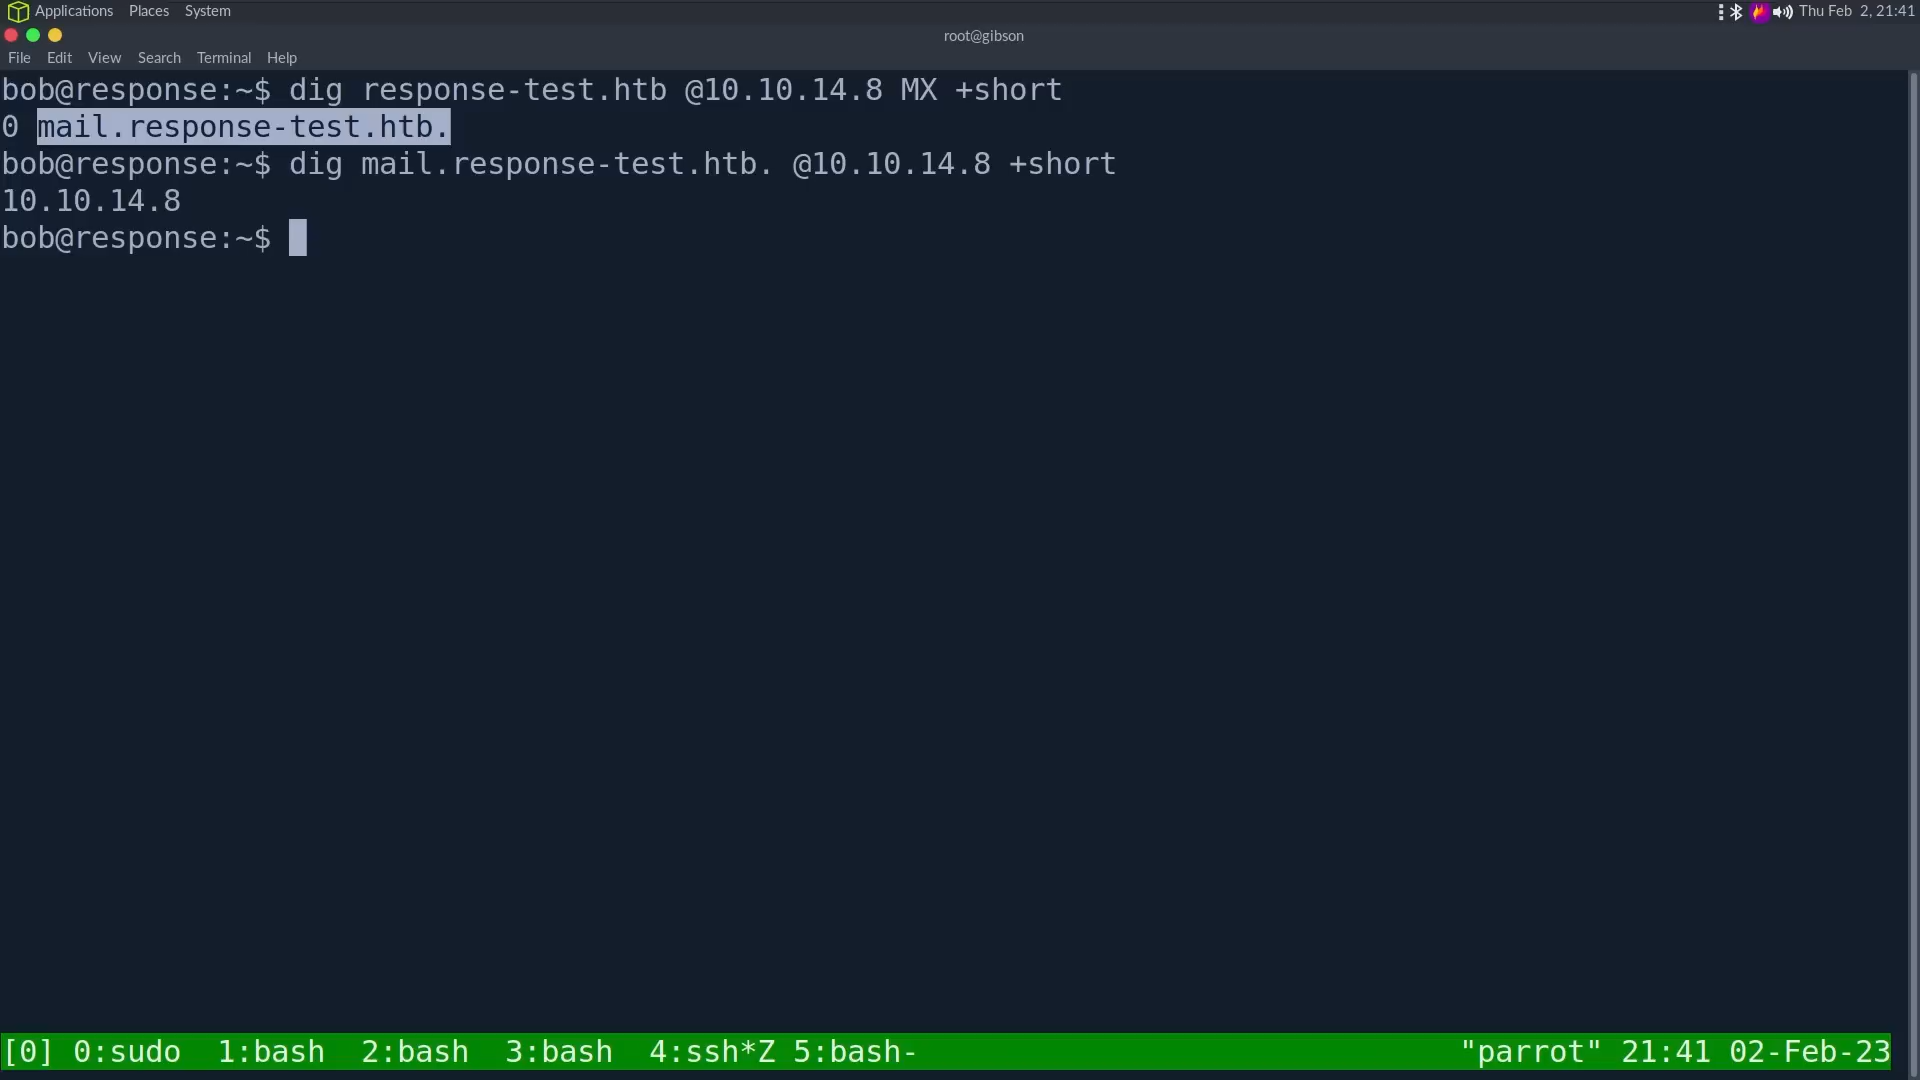 Applications Places System Thu Feb 2, 21:41
root@gibson
File Edit View Search Terminal Help
bob@response:~$ dig response-test.htb @10.10.14.8 MX +short
0 mail.response-test.htb.
bob@response:~$ dig mail.response-test.htb. @10.10.14.8 +short
10.10.14.8
bob@response:~$
[0] 0:sudo 1:bash 2:bash 3:bash 4:ssh*Z 5:bash- "parrot" 21:41 02-Feb-23